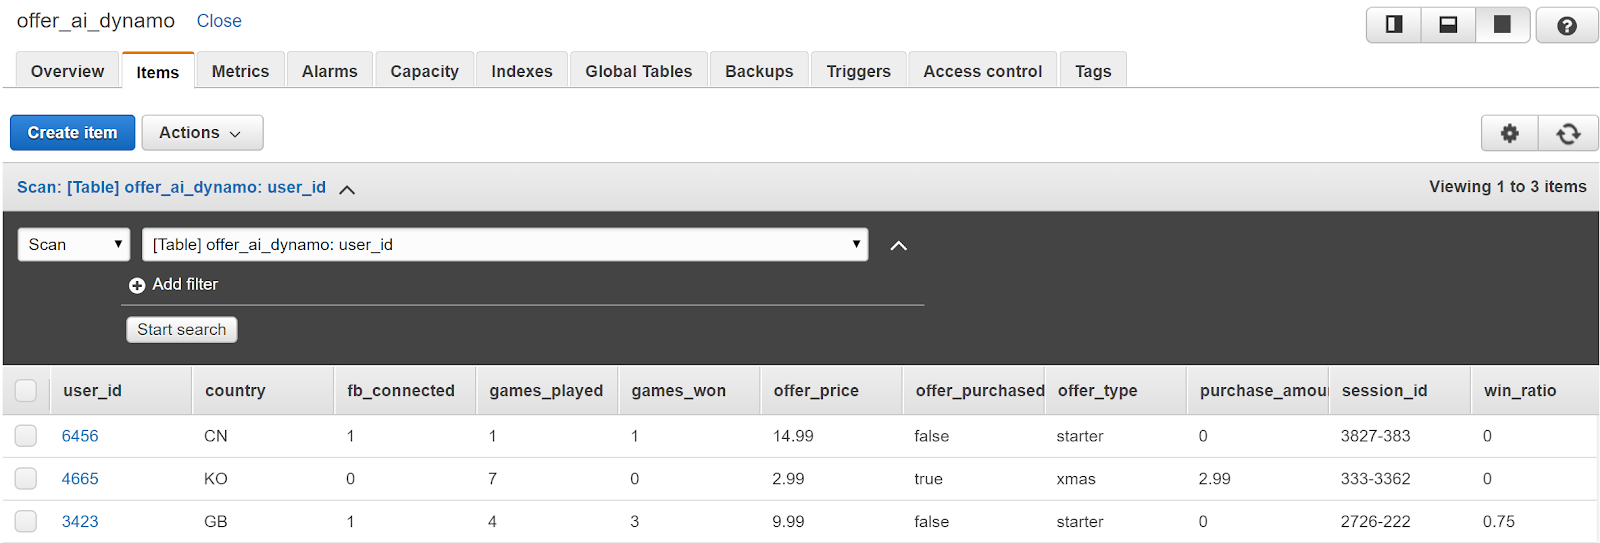 offer_ai_dynamo Close
Overview Items Metrics Alarms Capacity Indexes Global Tables Backups Triggers Access control Tags
Create item Actions
Scan: [Table] offer_ai_dynamo: user_id Viewing 1 to 3 items
Scan [Table] offer_ai_dynamo: user_id
Add filter
Start search
user_id country fb_connected games_played games_won offer_price offer_purchased offer_type purchase_amou session_id win_ratio
6456 CN 1 1 1 14.99 false starter 0 3827-383 0
4665 KO 0 7 0 2.99 true xmas 2.99 333-3362 0
3423 GB 1 4 3 9.99 false starter 0 2726-222 0.75